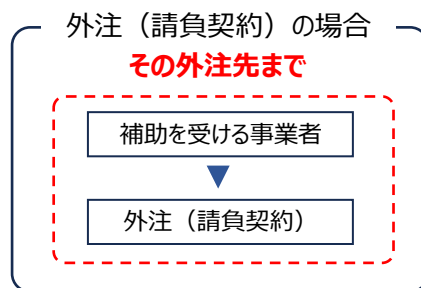 外注（請負契約）の場合
その外注先まで
補助を受ける事業者
外注（請負契約）